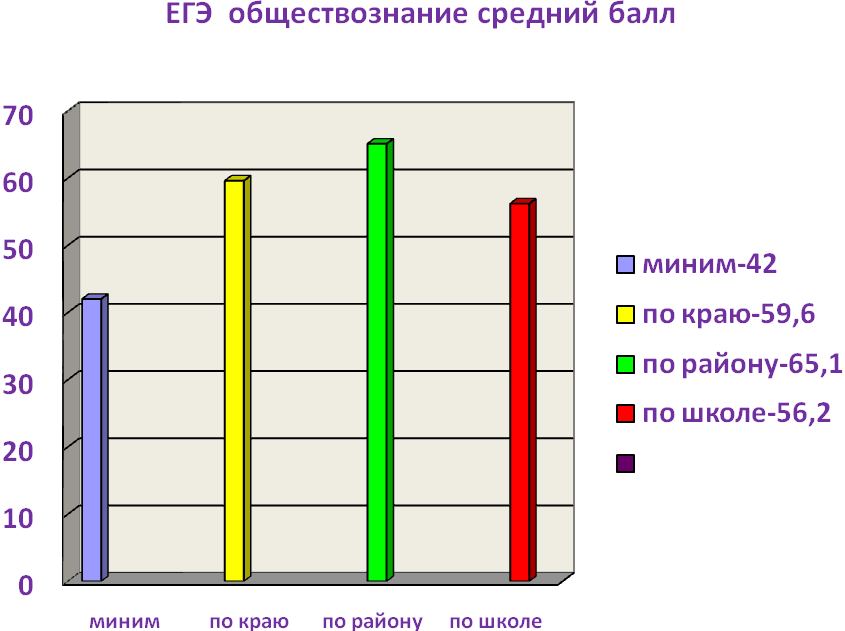 ЕГЭ обществознание средний балл
70
60
50
40
30
20
10
0
миним по краю по району по школе
миним-42
по краю-59,6
по району-65,1
по школе-56,2